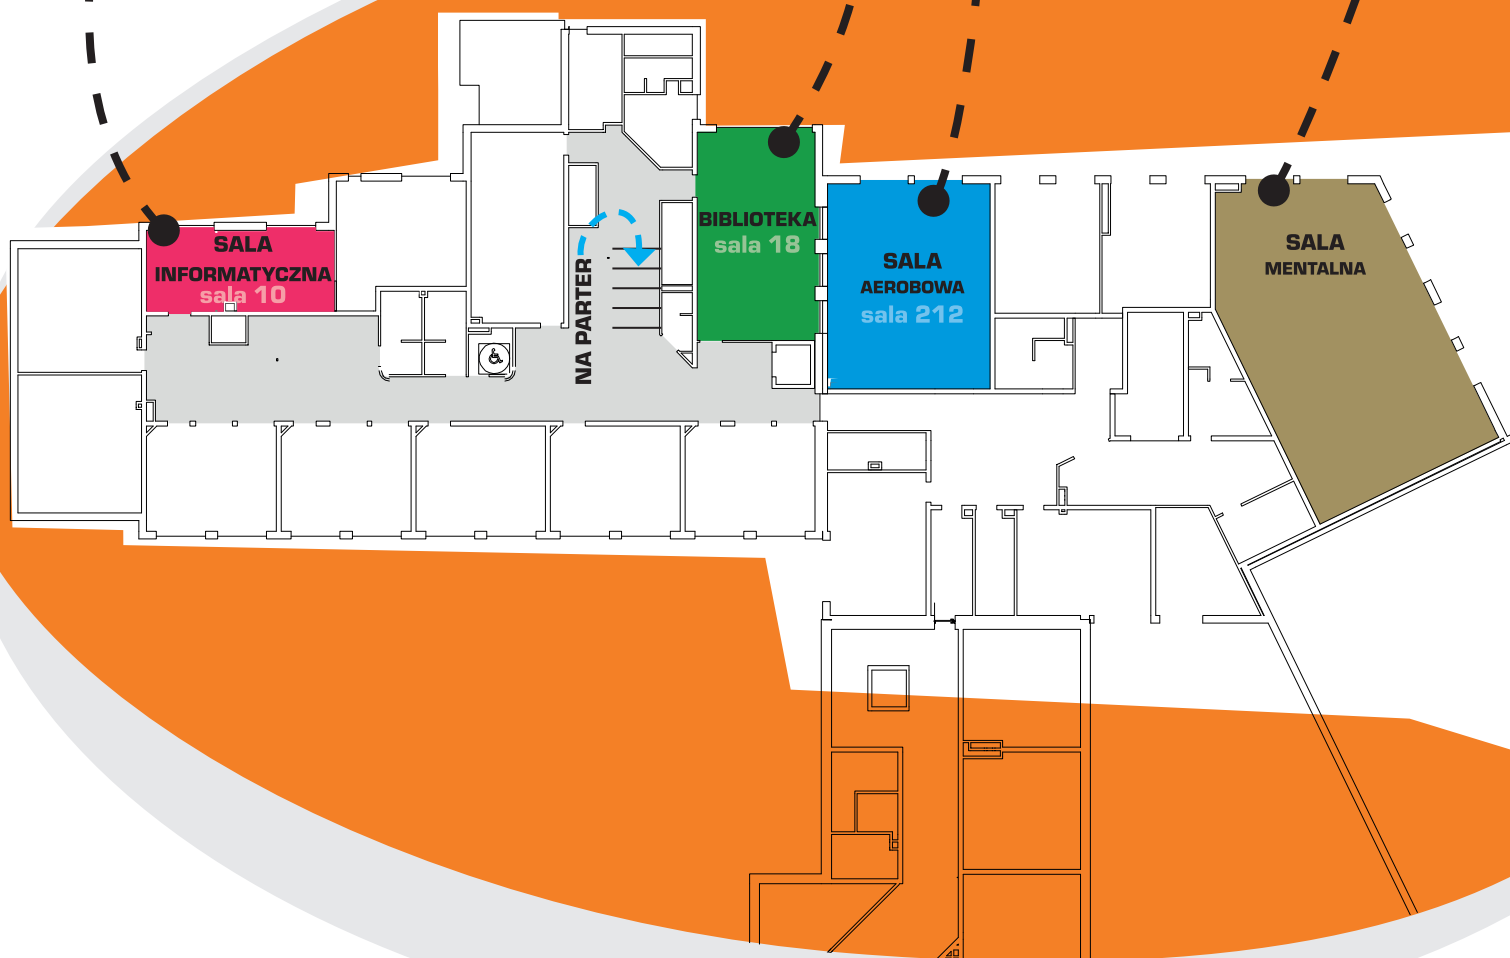 SALA
INFORMATYCZNA
sala 10
NA PARTER
BIBLIOTEKA
sala 18
SALA
AEROBOWA
sala 212
SALA
MENTALNA